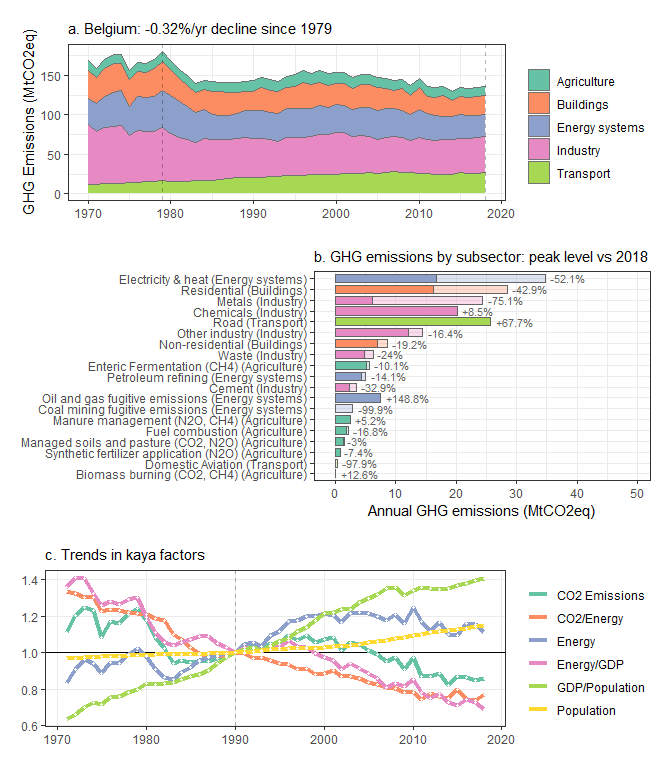 a. Belgium: -0.32%/yr decline since 1979
GHG Emissions (MtCO2eq)
150
100
50
0
1970 1980 1990 2000 2010 2020
Agriculture
Buildings
Energy systems
Industry
Transport
b. GHG emissions by subsector: peak level vs 2018
Electricity & heat (Energy systems) -52.1%
Residential (Buildings) -42.9%
Metals (Industry) -75.1%
Chemicals (Industry) +8.5%
Road (Transport) +67.7%
Other industry (Industry) -16.4%
Non-residential (Buildings) -19.2%
Waste (Industry) -24%
Enteric Fermentation (CH4) (Agriculture) -10.1%
Petroleum refining (Energy systems) -14.1%
Cement (Industry) -32.9%
Oil and gas fugitive emissions (Energy systems) +148.8%
Coal mining fugitive emissions (Energy systems) -99.9%
Manure management (N2O, CH4) (Agriculture) +5.2%
Fuel combustion (Agriculture) -16.8%
Managed soils and pasture (CO2, N2O) (Agriculture) -3%
Synthetic fertilizer application (N2O) (Agriculture) -7.4%
Domestic Aviation (Transport) -97.9%
Biomass burning (CO2, CH4) (Agriculture) +12.6%
0 10 20 30 40 50
Annual GHG emissions (MtCO2eq)
c. Trends in kaya factors
1.4
1.2
1.0
0.8
0.6
1970 1980 1990 2000 2010 2020
CO2 Emissions
CO2/Energy
Energy
Energy/GDP
GDP/Population
Population